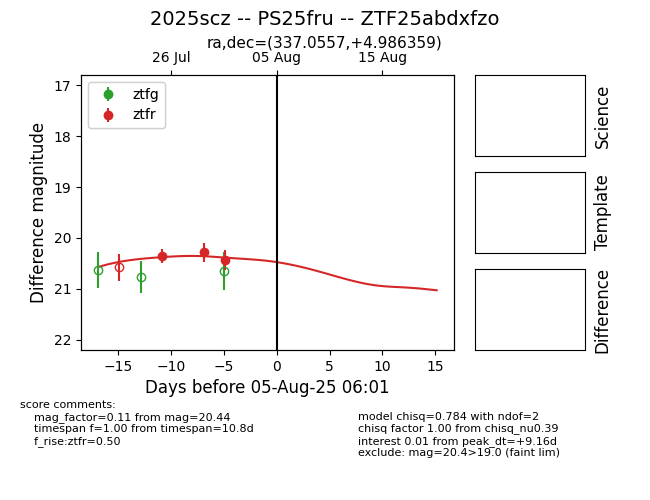 2025scz -- PS25fru -- ZTF25abdxfzo
ra,dec=(337.0557,+4.986359)
26 Jul 05 Aug 15 Aug
ztfg
ztfr
17
18
19
20
21
22
Difference magnitude
−15 −10 −5 0 5 10 15
Days before 05-Aug-25 06:01
Science
Template
Difference
score comments:
mag_factor=0.11 from mag=20.44
timespan f=1.00 from timespan=10.8d
f_rise:ztfr=0.50
model chisq=0.784 with ndof=2
chisq factor 1.00 from chisq_nu0.39
interest 0.01 from peak_dt=+9.16d
exclude: mag=20.4>19.0 (faint lim)